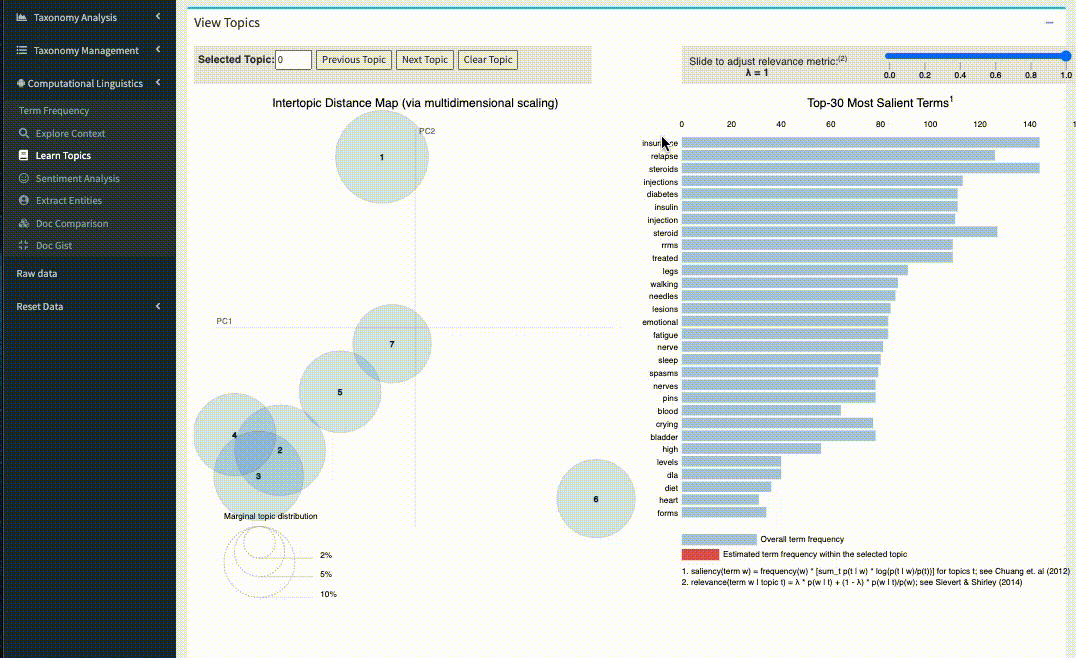 Taxonomy Analysis
Taxonomy Management
Computational Linguistics
Term Frequency
Explore Context
Learn Topics
Sentiment Analysis
Extract Entities
Doc Comparison
Doc Gist
Raw data
Reset Data
View Topics
Selected Topic: 0 Previous Topic Next Topic Clear Topic
Slide to adjust relevance metric:(2)
λ = 1
0.0 0.2 0.4 0.6 0.8 1.0
Intertopic Distance Map (via multidimensional scaling)
PC2
1
PC1
7
5
4
2
3
6
Marginal topic distribution
2%
5%
10%
Top-30 Most Salient Terms1
0 20 40 60 80 100 120 140
relapse
steroids
injections
diabetes
insulin
injection
steroid
rrms
treated
legs
walking
needles
lesions
emotional
fatigue
nerve
sleep
spasms
nerves
pins
blood
crying
bladder
high
levels
dla
diet
heart
forms
Overall term frequency
Estimated term frequency within the selected topic
1. saliency(term w) = frequency(w) * [sum_t p(t | w) * log(p(t | w)/p(t))] for topics t; see Chuang et. al (2012)
2. relevance(term w | topic t) = λ * p(w | t) + (1 - λ) * p(w | t)/p(w); see Sievert & Shirley (2014)